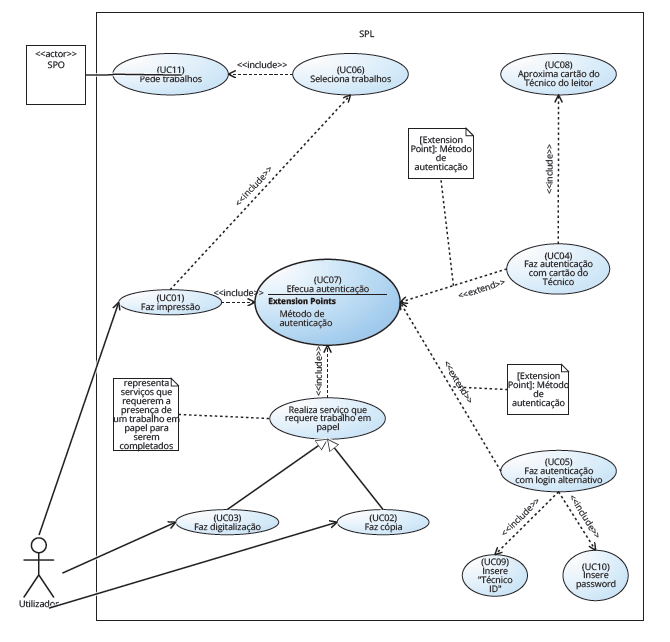 SPL
<<actor>>
SPO
(UC11)
Pede trabalhos
<<include>>
(UC06)
Seleciona trabalhos
(UC08)
Aproxima cartão do
Técnico do leitor
[Extension
Point]: Método
de
autenticação
<<include>>
<<include>>
(UC04)
Faz autenticação
com cartão do
Técnico
(UC07)
Efecua autenticação
Extension Points
Método de
autenticação
<<extend>>
(UC01)
Faz impressão
<<include>>
<<include>>
<<extend>>
representa
serviços que
requerem a
presença de
um trabalho em
papel para
serem
completados
Realiza serviço que
requere trabalho em
papel
[Extension
Point]: Método
de
autenticação
(UC05)
Faz autenticação
com login alternativo
<<include>>
<<include>>
(UC03)
Faz digitalização
(UC02)
Faz cópia
(UC09)
Insere
"Técnico
ID"
(UC10)
Insere
password
Utilizador